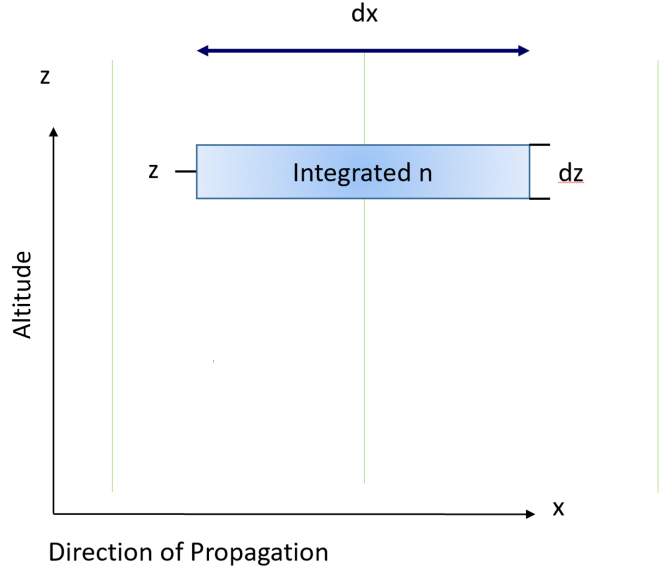 dx
z
z
Integrated n
dz
Altitude
x
Direction of Propagation